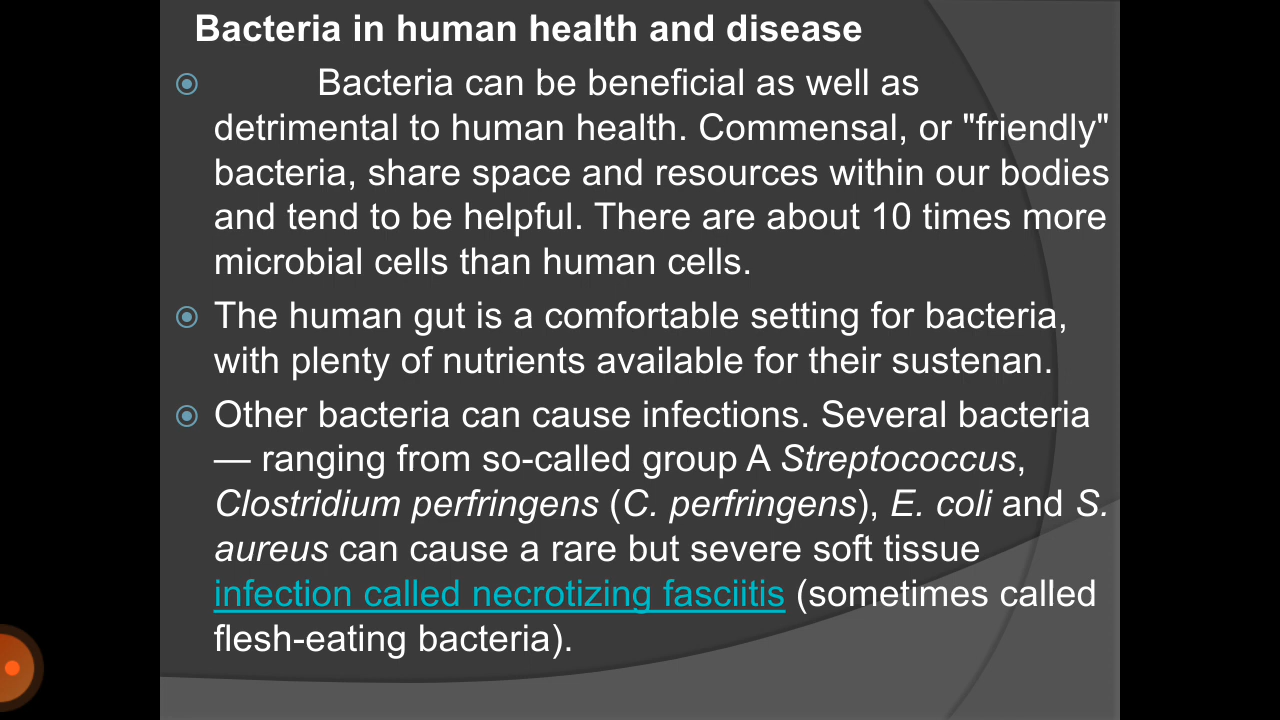 Bacteria in human health and disease
Bacteria can be beneficial as well as
detrimental to human health. Commensal, or "friendly"
bacteria, share space and resources within our bodies
and tend to be helpful. There are about 10 times more
microbial cells than human cells.
The human gut is a comfortable setting for bacteria,
with plenty of nutrients available for their sustenan.
Other bacteria can cause infections. Several bacteria
— ranging from so-called group A Streptococcus,
Clostridium perfringens (C. perfringens), E. coli and S.
aureus can cause a rare but severe soft tissue
infection called necrotizing fasciitis (sometimes called
flesh-eating bacteria).